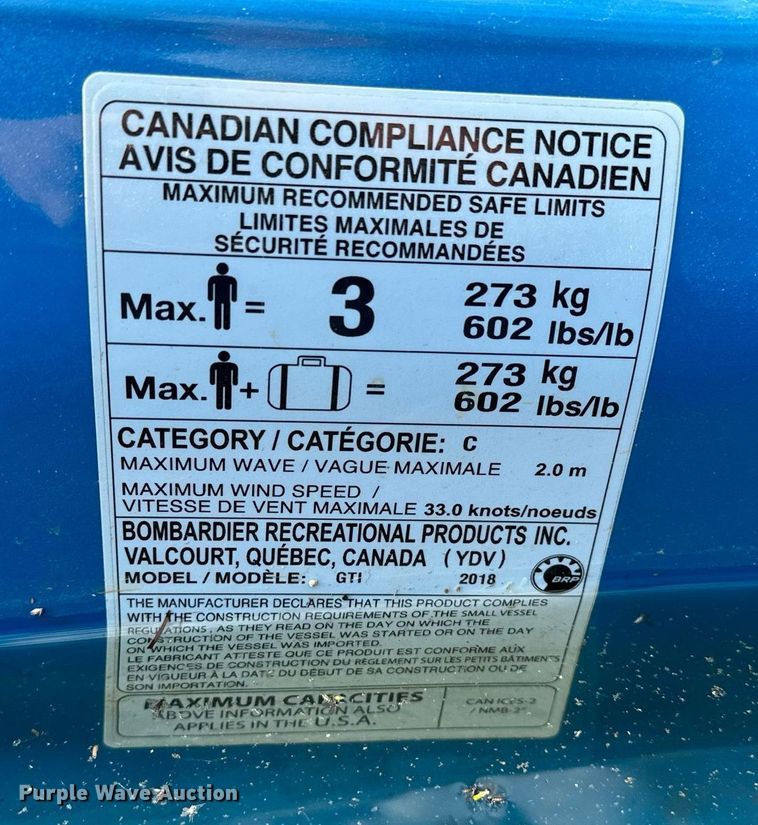 CANADIAN COMPLIANCE NOTICE
AVIS DE CONFORMITÉ CANADIEN
MAXIMUM RECOMMENDED SAFE LIMITS
LIMITES MAXIMALES DE
SÉCURITÉ RECOMMANDÉES
Max. = 3 273 kg
602 lbs/lb
Max. + = 273 kg
602 lbs/lb
CATEGORY / CATÉGORIE: C
MAXIMUM WAVE / VAGUE MAXIMALE 2.0 m
MAXIMUM WIND SPEED /
VITESSE DE VENT MAXIMALE 33.0 knots/noeuds
BOMBARDIER RECREATIONAL PRODUCTS INC.
VALCOURT, QUÉBEC, CANADA (YDV)
MODEL / MODÈLE: GTI 2018
BRP
THE MANUFACTURER DECLARES THAT THIS PRODUCT COMPLIES
WITH THE CONSTRUCTION REQUIREMENTS OF THE SMALL VESSEL
REGULATIONS, AS THEY READ ON THE DAY ON WHICH THE
CONSTRUCTION OF THE VESSEL WAS STARTED OR ON THE DAY
ON WHICH THE VESSEL WAS IMPORTED.
LE FABRICANT ATTESTE QUE CE PRODUIT EST CONFORME AUX
EXIGENCES DE CONSTRUCTION DU RÈGLEMENT SUR LES PETITS BÂTIMENTS
EN VIGUEUR À LA DATE DU DÉBUT DE SA CONSTRUCTION OU DE
SON IMPORTATION.
MAXIMUM CAPACITIES
ABOVE INFORMATION ALSO
APPLIES IN THE U.S.A.
CAN ICES-2
/ NMB-2
Purple Wave Auction